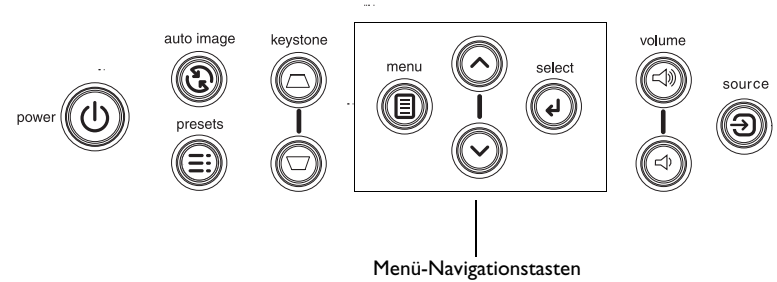 auto image
keystone
volume
menu
select
source
power
presets
Menü-Navigationstasten